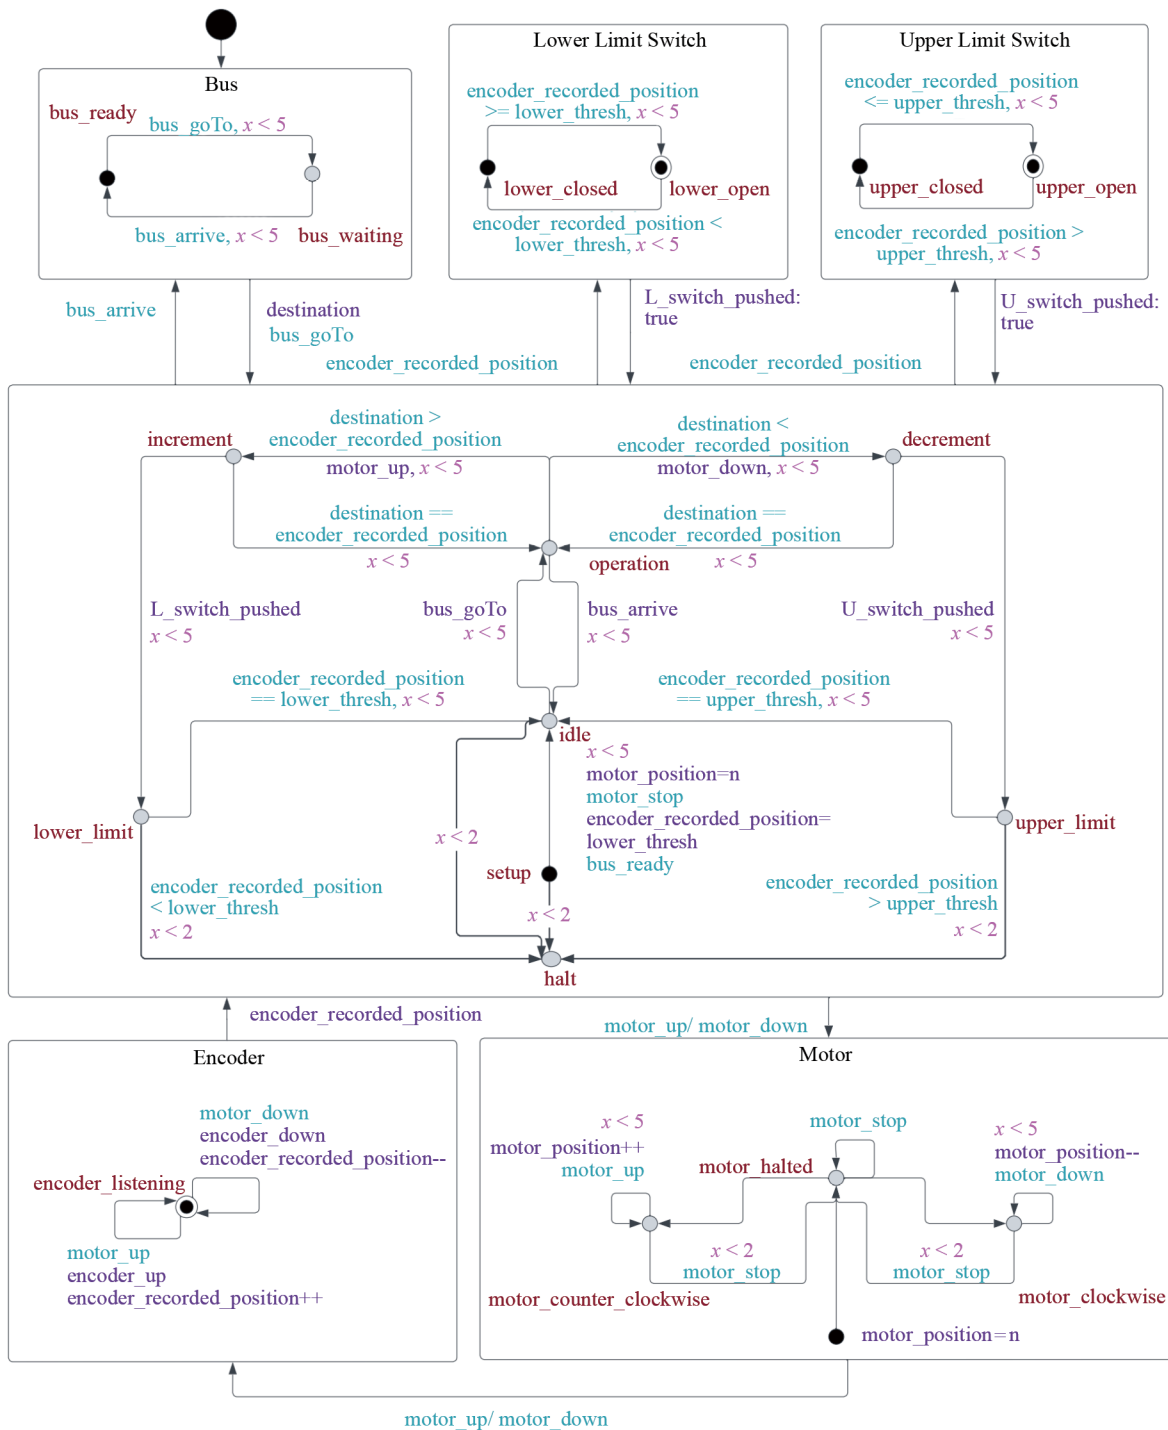 Bus
bus_ready
bus_goTo, x < 5
bus_arrive, x < 5
bus_waiting
Lower Limit Switch
encoder_recorded_position
>= lower_thresh, x < 5
lower_closed
lower_open
encoder_recorded_position <
lower_thresh, x < 5
Upper Limit Switch
encoder_recorded_position
<= upper_thresh, x < 5
upper_closed
upper_open
encoder_recorded_position >
upper_thresh, x < 5
bus_arrive
destination
bus_goTo
encoder_recorded_position
L_switch_pushed:
true
encoder_recorded_position
U_switch_pushed:
true
increment
destination >
encoder_recorded_position
motor_up, x < 5
destination <
encoder_recorded_position
motor_down, x < 5
decrement
destination ==
encoder_recorded_position
x < 5
destination ==
encoder_recorded_position
x < 5
operation
L_switch_pushed
x < 5
bus_goTo
x < 5
bus_arrive
x < 5
U_switch_pushed
x < 5
encoder_recorded_position
== lower_thresh, x < 5
encoder_recorded_position
== upper_thresh, x < 5
idle
x < 5
motor_position=n
motor_stop
encoder_recorded_position=
lower_thresh
bus_ready
lower_limit
x < 2
upper_limit
setup
encoder_recorded_position
< lower_thresh
x < 2
x < 2
encoder_recorded_position
> upper_thresh
x < 2
halt
encoder_recorded_position
motor_up/ motor_down
Encoder
motor_down
encoder_down
encoder_recorded_position--
encoder_listening
motor_up
encoder_up
encoder_recorded_position++
Motor
x < 5
motor_position++
motor_up
motor_halted
motor_stop
x < 5
motor_position--
motor_down
x < 2
motor_stop
x < 2
motor_stop
motor_counter_clockwise
motor_clockwise
motor_position=n
motor_up/ motor_down